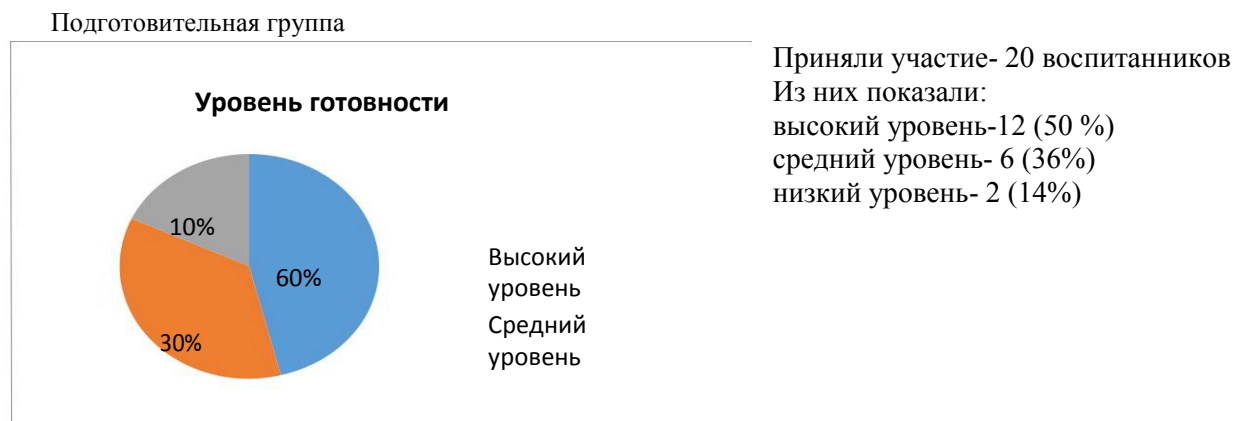 Подготовительная группа
Уровень готовности
10%
60%
30%
Высокий
уровень
Средний
уровень
Приняли участие- 20 воспитанников
Из них показали:
высокий уровень-12 (50 %)
средний уровень- 6 (36%)
низкий уровень- 2 (14%)